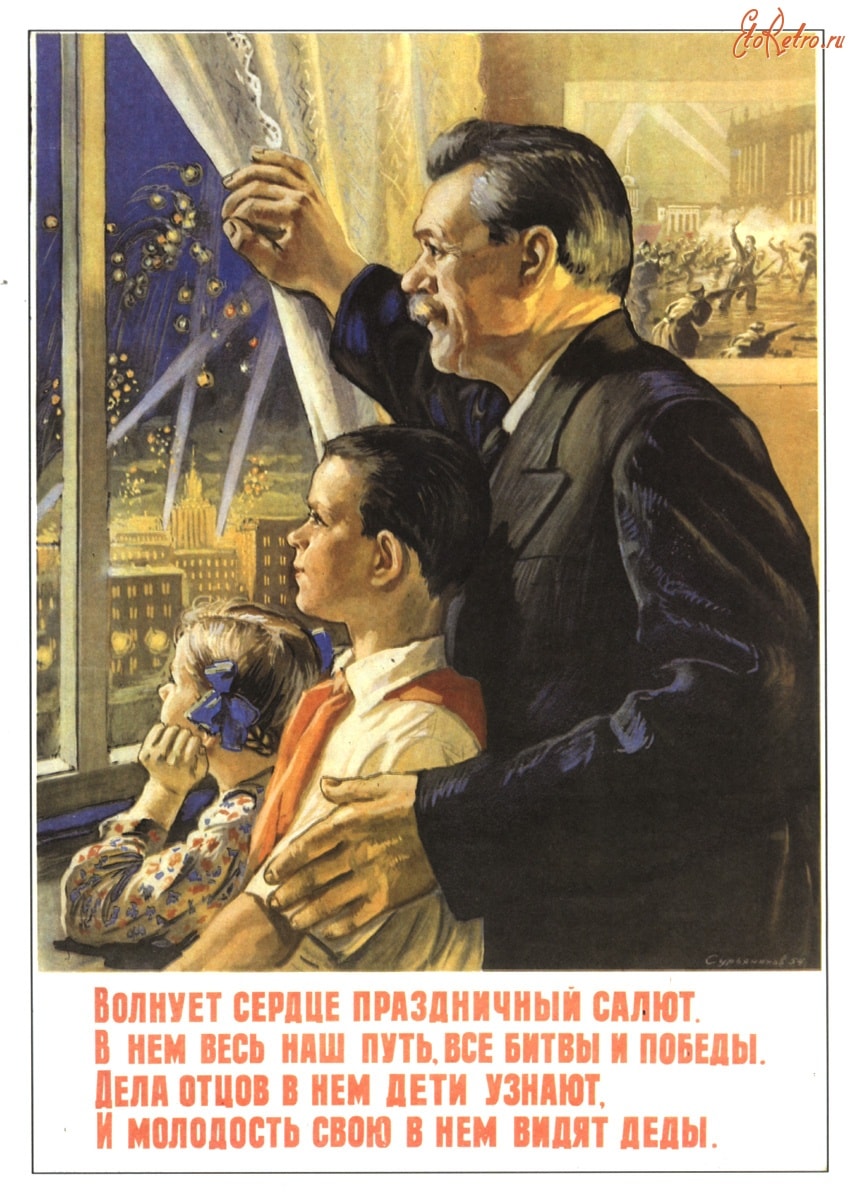 EtoRetro.ru
Сурьянинов 54
Волнует сердце праздничный салют.
В нем весь наш путь, все битвы и победы.
Дела отцов в нем дети узнают,
И молодость свою в нем видят деды.